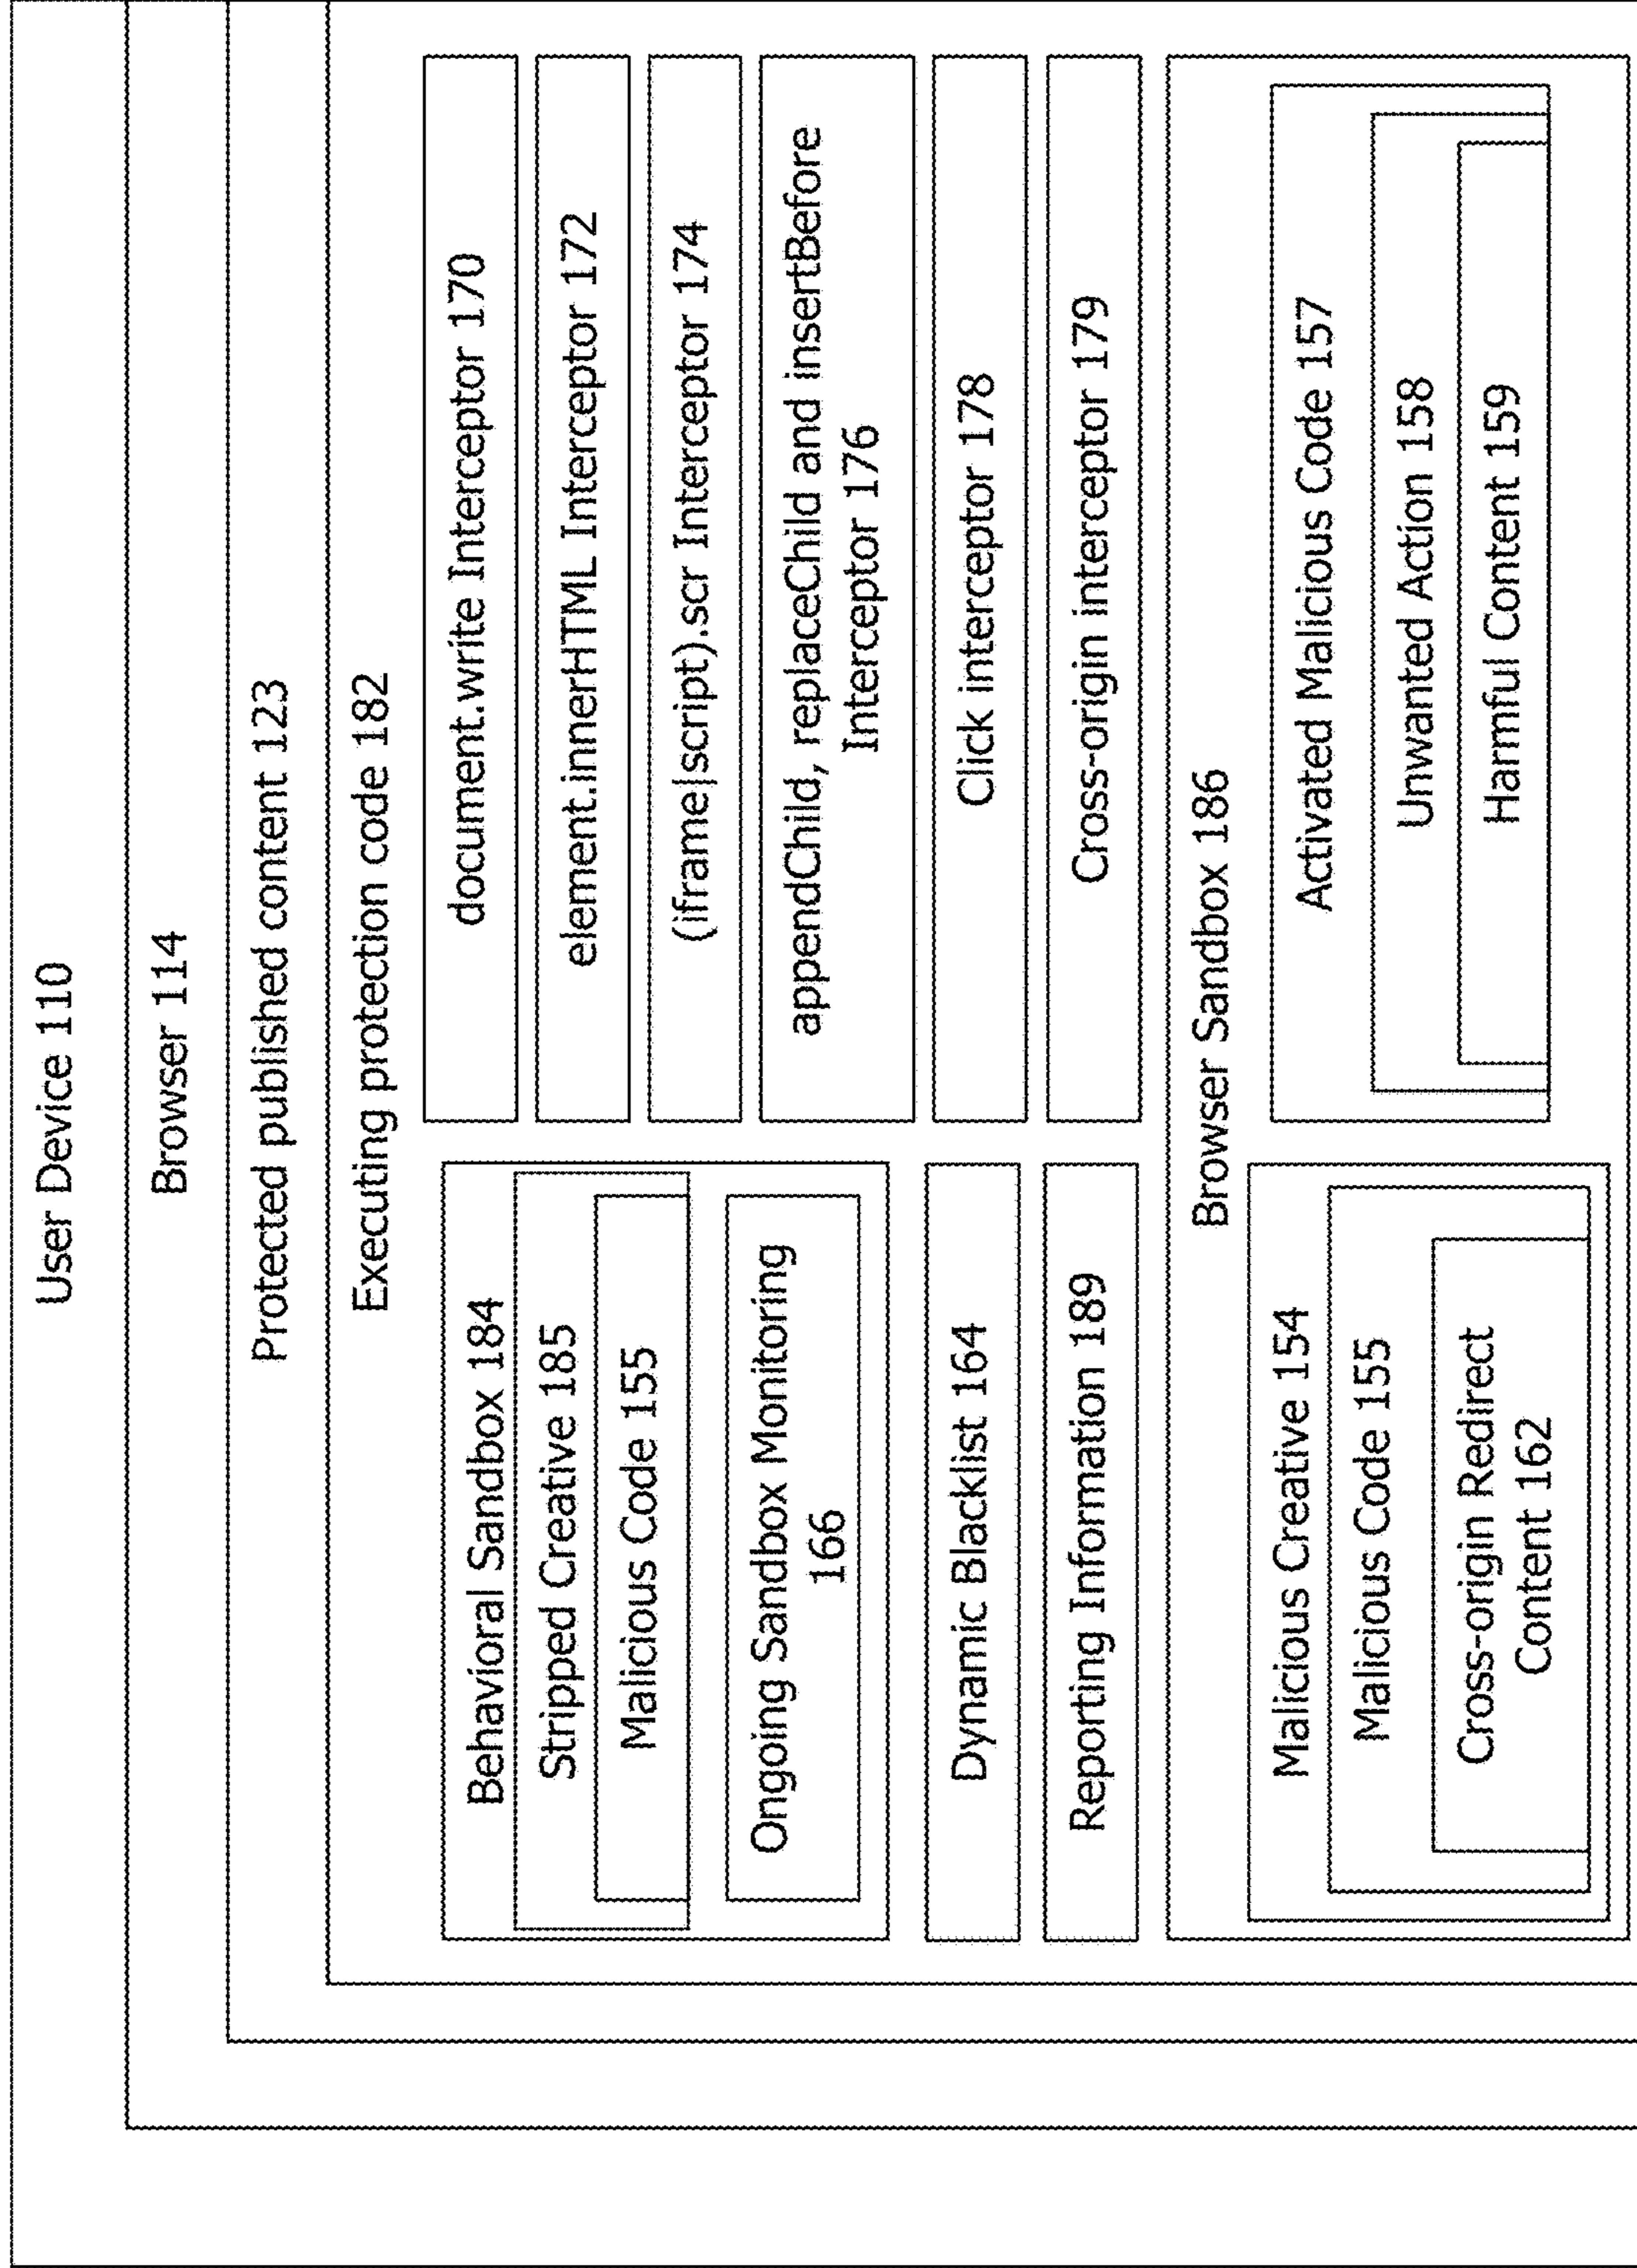 User Device 110
Browser 114
Protected published content 123
Executing protection code 182
Behavioral Sandbox 184
Stripped Creative 185
Malicious Code 155
Ongoing Sandbox Monitoring
166
Dynamic Blacklist 164
Reporting Information 189
document.write Interceptor 170
element.innerHTML Interceptor 172
(iframe|script).scr Interceptor 174
appendChild, replaceChild and insertBefore
Interceptor 176
Click interceptor 178
Cross-origin interceptor 179
Browser Sandbox 186
Malicious Creative 154
Malicious Code 155
Cross-origin Redirect
Content 162
Activated Malicious Code 157
Unwanted Action 158
Harmful Content 159